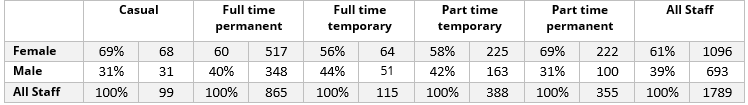 Casual Full time permanent Full time temporary Part time temporary Part time permanent All Staff
Female 69% 68 60 517 56% 64 58% 225 69% 222 61% 1096
Male 31% 31 40% 348 44% 51 42% 163 31% 100 39% 693
All Staff 100% 99 100% 865 100% 115 100% 388 100% 355 100% 1789